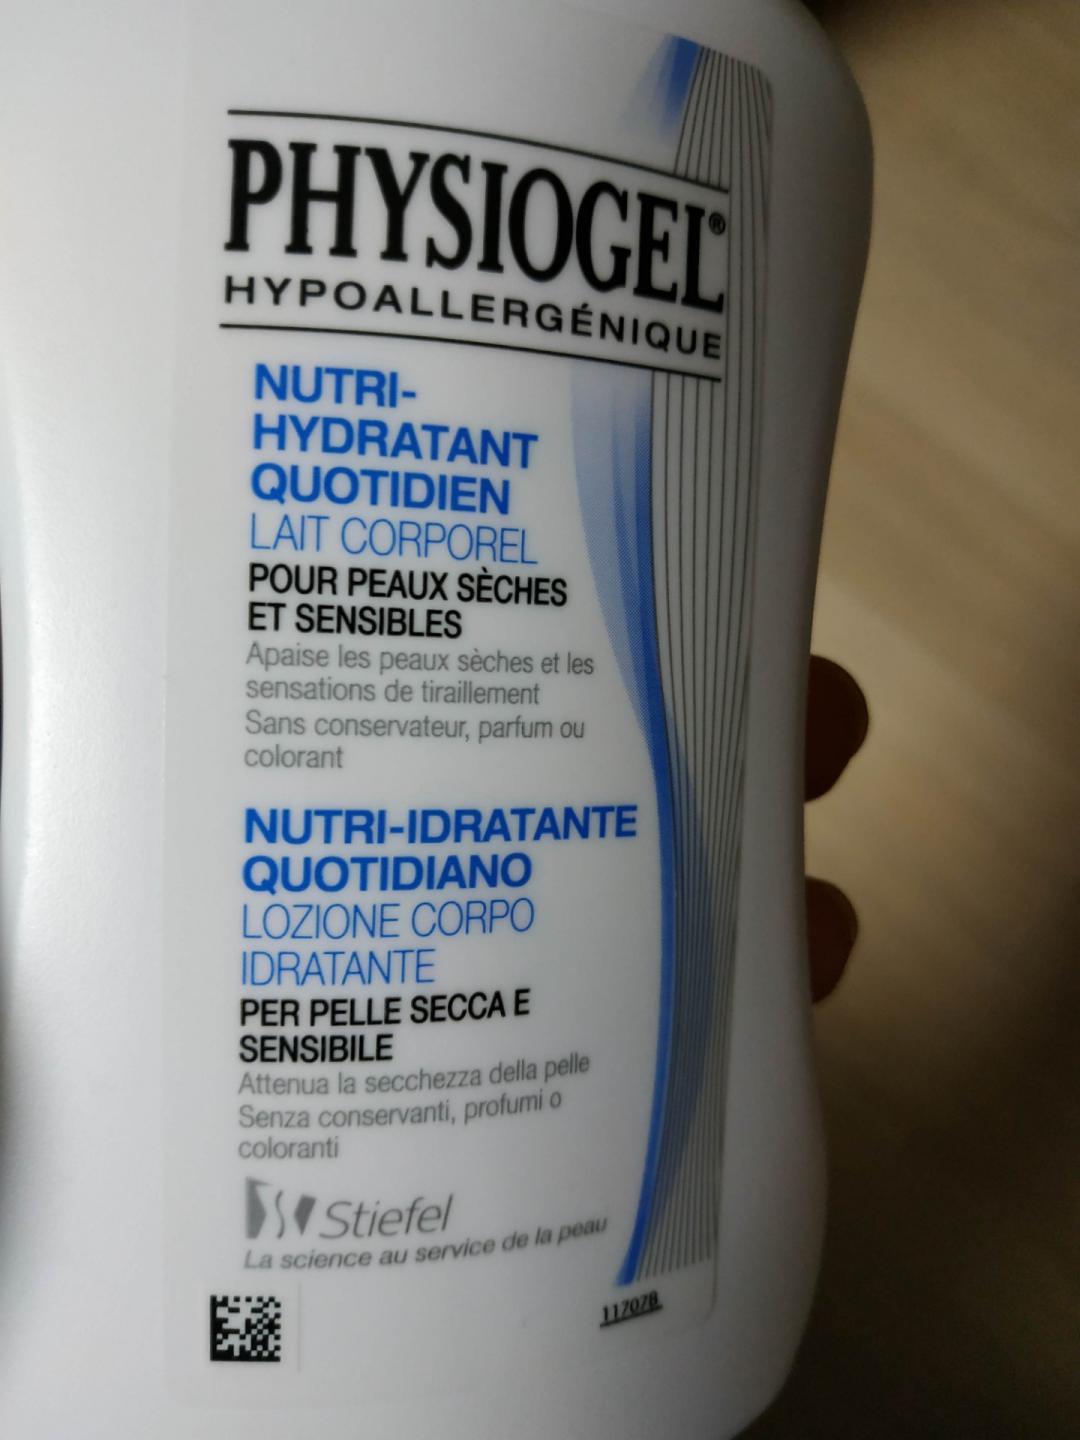 PHYSIOGEL®
HYPOALLERGÉNIQUE
NUTRI-
HYDRATANT
QUOTIDIEN
LAIT CORPOREL
POUR PEAUX SÈCHES
ET SENSIBLES
Apaise les peaux sèches et les
sensations de tiraillement
Sans conservateur, parfum ou
colorant
NUTRI-IDRATANTE
QUOTIDIANO
LOZIONE CORPO
IDRATANTE
PER PELLE SECCA E
SENSIBILE
Attenua la secchezza della pelle
Senza conservanti, profumi o
coloranti
Stiefel
La science au service de la peau
117078